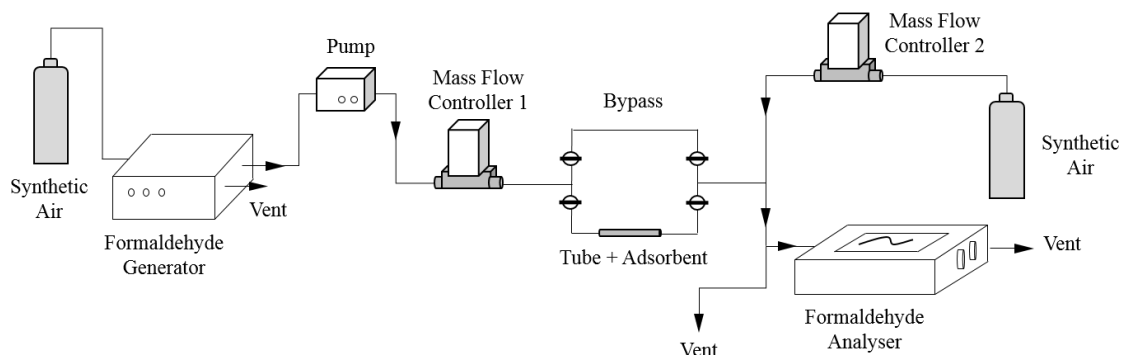 Synthetic
Air
Formaldehyde
Generator
Vent
Pump
Mass Flow
Controller 1
Bypass
Tube + Adsorbent
Mass Flow
Controller 2
Synthetic
Air
Vent
Formaldehyde
Analyser
Vent